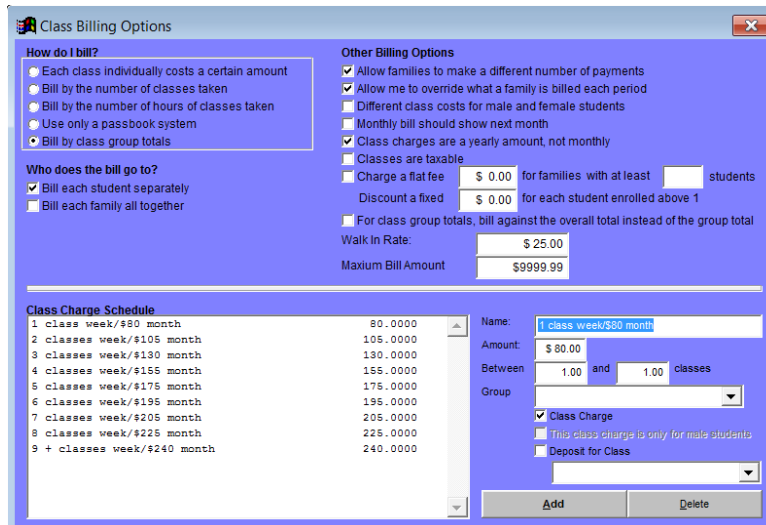 Class Billing Options
How do I bill?
Each class individually costs a certain amount
Bill by the number of classes taken
Bill by the number of hours of classes taken
Use only a passbook system
Bill by class group totals
Who does the bill go to?
Bill each student separately
Bill each family all together
Other Billing Options
Allow families to make a different number of payments
Allow me to override what a family is billed each period
Different class costs for male and female students
Monthly bill should show next month
Class charges are a yearly amount, not monthly
Classes are taxable
Charge a flat fee $ 0.00 for families with at least students
Discount a fixed $ 0.00 for each student enrolled above 1
For class group totals, bill against the overall total instead of the group total
Walk In Rate: $ 25.00
Maxium Bill Amount $9999.99
Class Charge Schedule
1 class week/$80 month 80.0000
2 classes week/$105 month 105.0000
3 classes week/$130 month 130.0000
4 classes week/$155 month 155.0000
5 classes week/$175 month 175.0000
6 classes week/$195 month 195.0000
7 classes week/$205 month 205.0000
8 classes week/$225 month 225.0000
9 + classes week/$240 month 240.0000
Name: 1 class week/$80 month
Amount: $ 80.00
Between 1.00 and 1.00 classes
Group
Class Charge
This class charge is only for male students
Deposit for Class
Add Delete